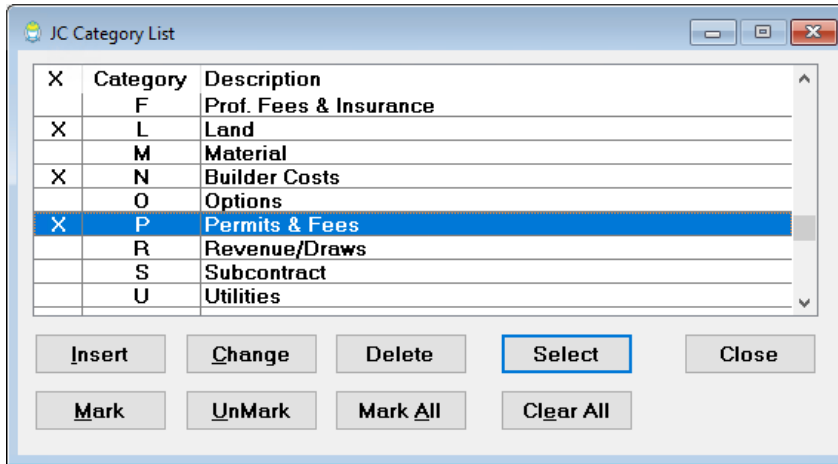 JC Category List
X Category Description
F Prof. Fees & Insurance
X L Land
M Material
X N Builder Costs
O Options
X P Permits & Fees
R Revenue/Draws
S Subcontract
U Utilities
Insert Change Delete Select Close
Mark UnMark Mark All Clear All